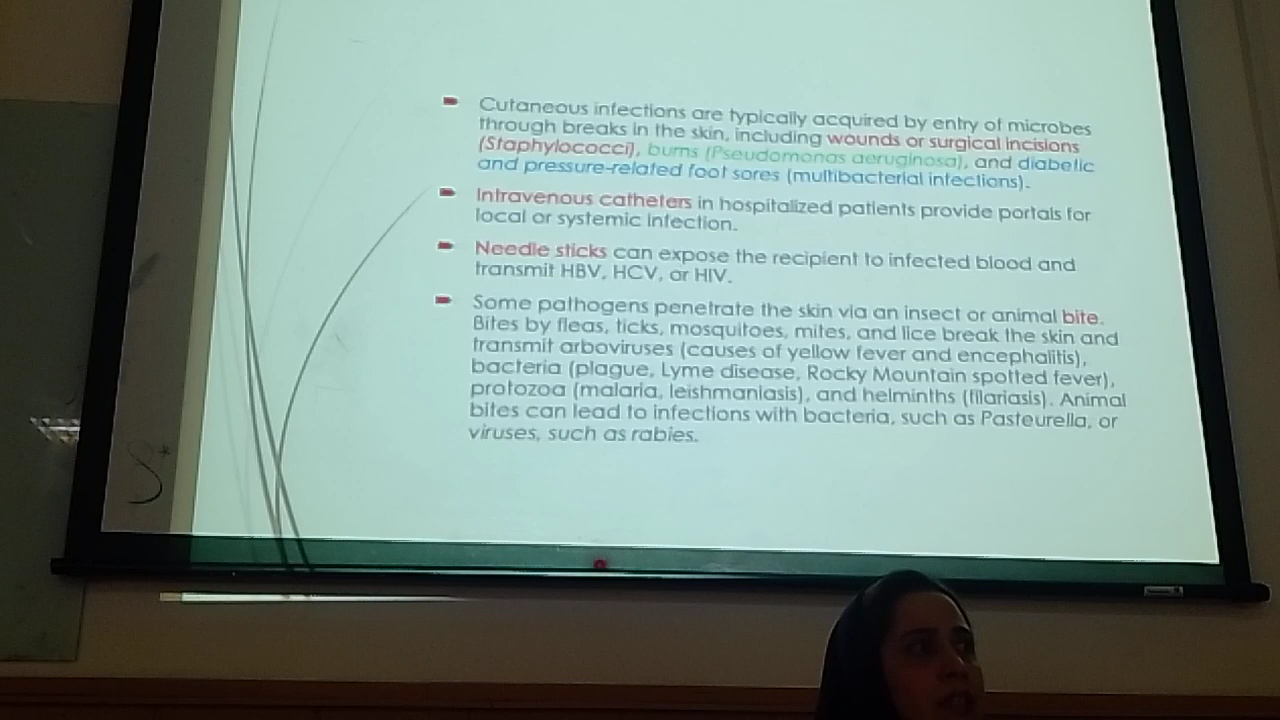 Cutaneous infections are typically acquired by entry of microbes
through breaks in the skin, including wounds or surgical incisions
(Staphylococci), burns (Pseudomonas aeruginosa), and diabetic
and pressure-related foot sores (multibacterial infections).
Intravenous catheters in hospitalized patients provide portals for
local or systemic infection.
Needle sticks can expose the recipient to infected blood and
transmit HBV, HCV, or HIV.
Some pathogens penetrate the skin via an insect or animal bite.
Bites by fleas, ticks, mosquitoes, mites, and lice break the skin and
transmit arboviruses (causes of yellow fever and encephalitis),
bacteria (plague, Lyme disease, Rocky Mountain spotted fever),
protozoa (malaria, leishmaniasis), and helminths (filariasis). Animal
bites can lead to infections with bacteria, such as Pasteurella, or
viruses, such as rabies.